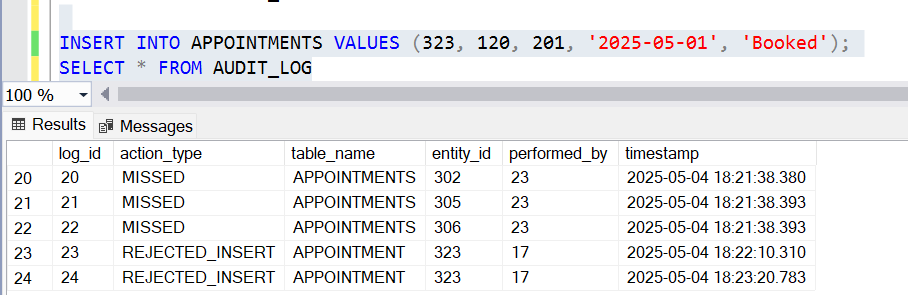 INSERT INTO APPOINTMENTS VALUES (323, 120, 201, '2025-05-01', 'Booked');
SELECT * FROM AUDIT_LOG
100 %
Results Messages
log_id action_type table_name entity_id performed_by timestamp
20 20 MISSED APPOINTMENTS 302 23 2025-05-04 18:21:38.380
21 21 MISSED APPOINTMENTS 305 23 2025-05-04 18:21:38.393
22 22 MISSED APPOINTMENTS 306 23 2025-05-04 18:21:38.393
23 23 REJECTED_INSERT APPOINTMENT 323 17 2025-05-04 18:22:10.310
24 24 REJECTED_INSERT APPOINTMENT 323 17 2025-05-04 18:23:20.783